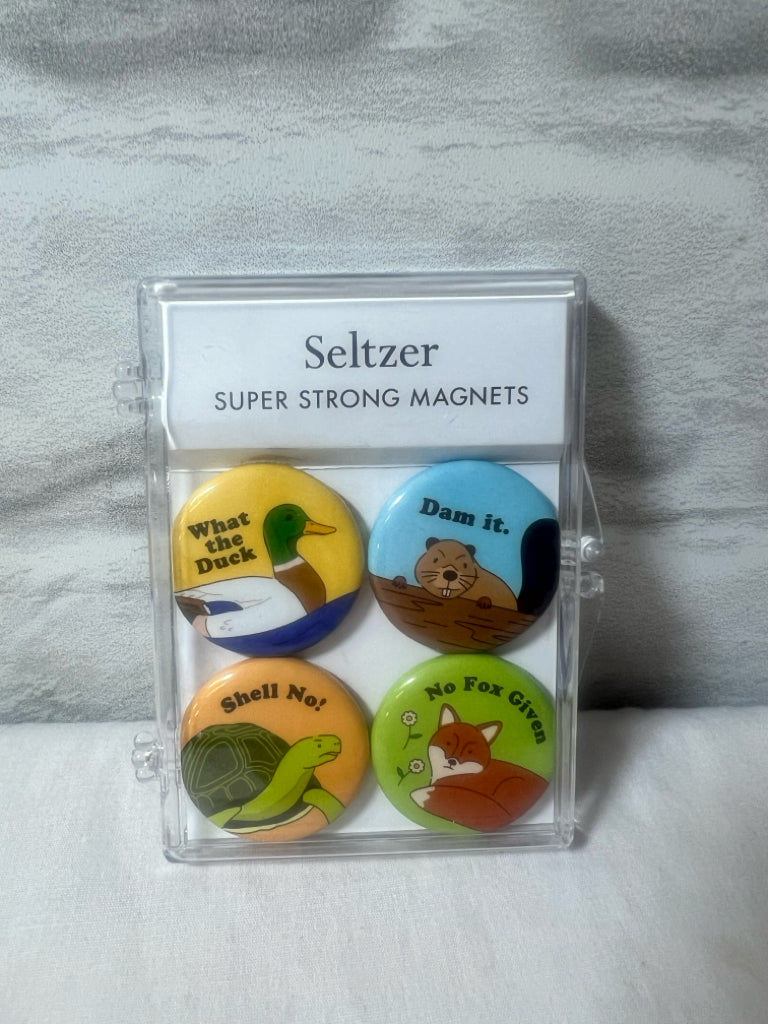 Seltzer
SUPER STRONG MAGNETS
What
the
Duck
Dam it.
Shell No!
No Fox Given